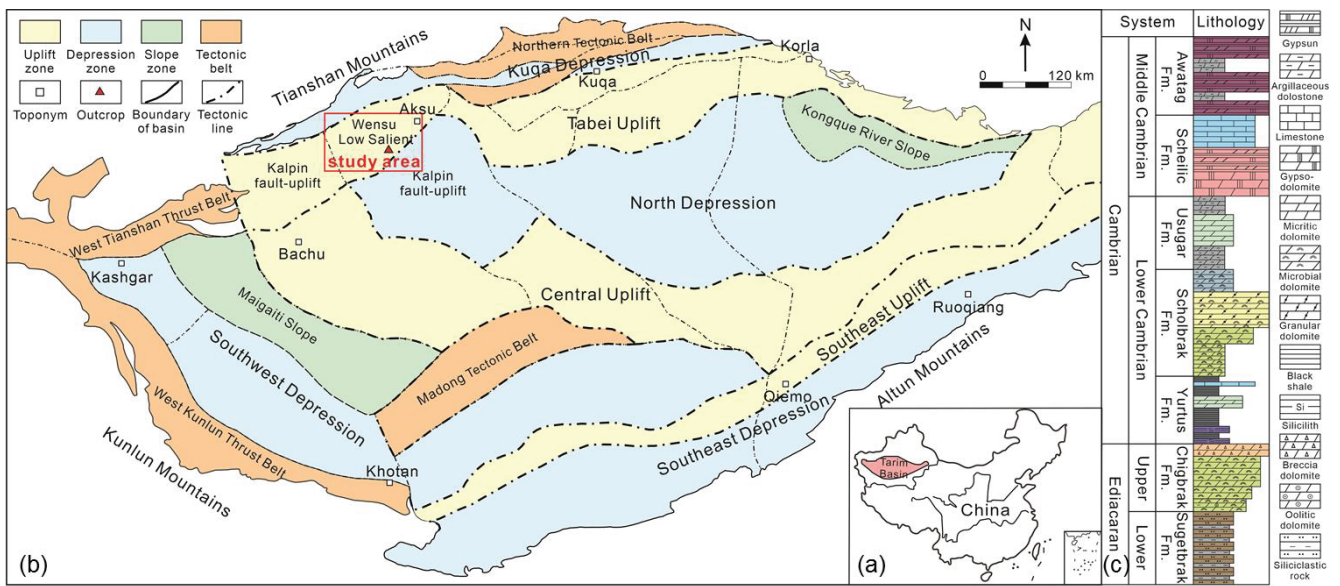 Uplift zone
Depression zone
Slope zone
Tectonic belt
Toponym
Outcrop
Boundary of basin
Tectonic line
Tianshan Mountains
Northern Tectonic Belt
Kuqa Depression
Kuqa
Korla
N
0 120 km
Aksu
Wensu
Low Salient
study area
Tabei Uplift
Kongque River Slope
Kalpin
fault-uplift
Kalpin
fault-uplift
North Depression
West Tianshan Thrust Belt
Bachu
Kashgar
Maigaiti Slope
Central Uplift
Ruoqiang
Southeast Uplift
Southwest Depression
Madong Tectonic Belt
Qiemo
Altun Mountains
Southeast Depression
West Kunlun Thrust Belt
Khotan
Kunlun Mountains
Tarim
Basin
China
(b)
(a)
(c)
System
Lithology
Cambrian
Middle Cambrian
Awatag Fm.
Scheilic Fm.
Lower Cambrian
Usugar Fm.
Scholbrak Fm.
Yrurtus Fm.
Ediacaran
Upper
Chigbrak Fm.
Lower
Sugetbrak Fm.
Gypsun
Argillaceous
dolostone
Limestone
Gypso-
dolomite
Micritic
dolomite
Microbial
dolomite
Granular
dolomite
Black
shale
Si
Silicilith
Breccia
dolomite
Oolitic
dolomite
Siliciclastic
rock